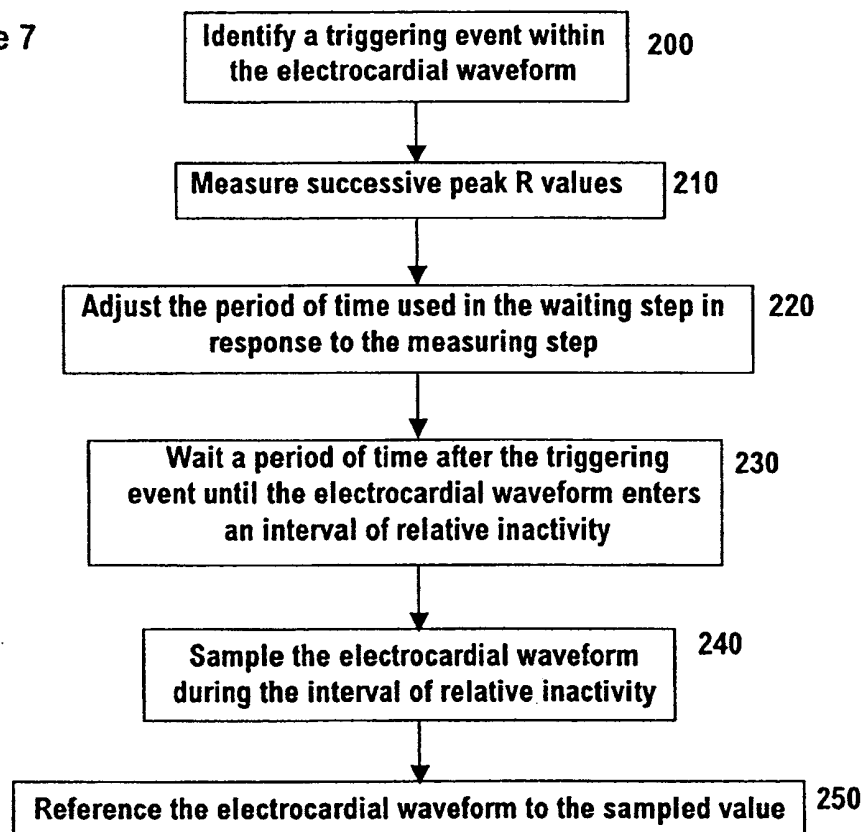 e 7
Identify a triggering event within
the electrocardial waveform
200
Measure successive peak R values
210
Adjust the period of time used in the waiting step in
response to the measuring step
220
Wait a period of time after the triggering
event until the electrocardial waveform enters
an interval of relative inactivity
230
Sample the electrocardial waveform
during the interval of relative inactivity
240
Reference the electrocardial waveform to the sampled value
250